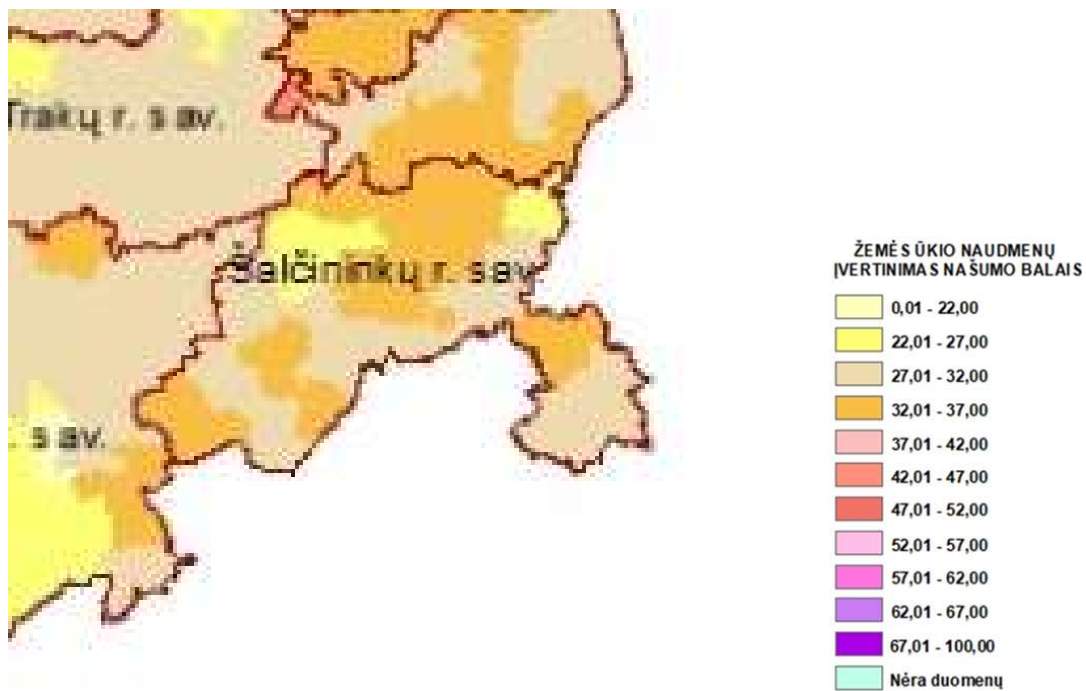 Trakų r. sav.
Šalčininkų r. sav.
. sav.
ŽEMĖS ŪKIO NAUDMENŲ
ĮVERTINIMAS NAŠUMO BALAIS
0,01 - 22,00
22,01 - 27,00
27,01 - 32,00
32,01 - 37,00
37,01 - 42,00
42,01 - 47,00
47,01 - 52,00
52,01 - 57,00
57,01 - 62,00
62,01 - 67,00
67,01 - 100,00
Nėra duomenų